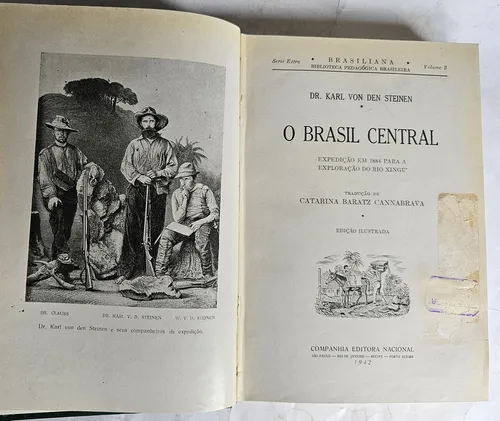 DR. CLAUSS
DR. KARL V. D. STEINEN
W. V. D. STEINEN
Dr. Karl von den Steinen e seus companheiros de expedição.
Serie Extra * BRASILIANA * Volume 3
BIBLIOTECA PEDAGÓGICA BRASILEIRA
DR. KARL VON DEN STEINEN
*
O BRASIL CENTRAL
EXPEDIÇÃO EM 1884 PARA A
EXPLORAÇÃO DO RIO XINGÚ
TRADUÇÃO DE
CATARINA BARATZ CANNABRAVA
*
EDIÇÃO ILUSTRADA
COMPANHIA EDITORA NACIONAL
SÃO PAULO — RIO DE JANEIRO — RECIFE — PORTO ALEGRE
1942